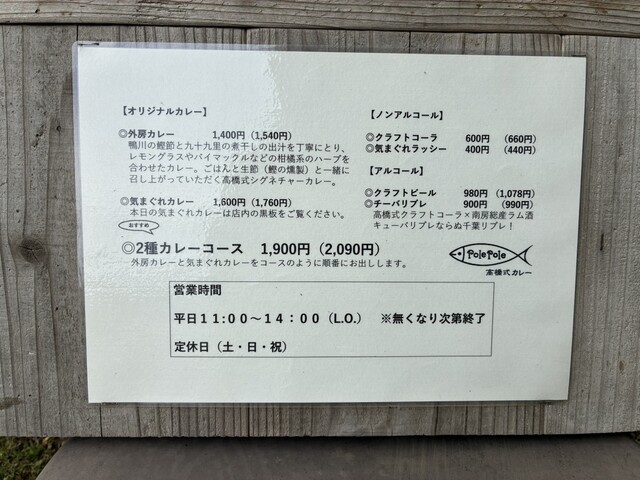 【オリジナルカレー】
◎外房カレー 1,400円（1,540円）
鴨川の鰹節と九十九里の煮干しの出汁を丁寧にとり、
レモングラスやバイマックルなどの柑橘系のハーブを
合わせたカレー。ごはんと生節（鰹の燻製）と一緒に
召し上がっていただく高橋式シグネチャーカレー。
◎気まぐれカレー 1,600円（1,760円）
本日の気まぐれカレーは店内の黒板をご覧ください。
おすすめ
◎2種カレーコース 1,900円（2,090円）
外房カレーと気まぐれカレーをコースのように順番にお出しします。
【ノンアルコール】
◎クラフトコーラ 600円 （660円）
◎気まぐれラッシー 400円 （440円）
【アルコール】
◎クラフトビール 980円（1,078円）
◎チーバリブレ 900円 （990円）
高橋式クラフトコーラ×南房総産ラム酒
キューバリブレならぬ千葉リブレ！
PolePole
高橋式カレー
営業時間
平日１１:００～１４：００（L.O.） ※無くなり次第終了
定休日（土・日・祝）